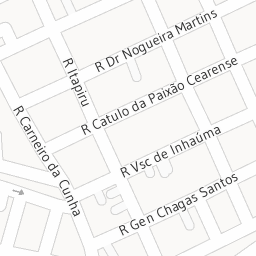 R Dr Nogueira Martins
R Itapiru
R Catulo da Paixão Cearense
R Carneiro da Cunha
R Vsc de Inhaúma
R Gen Chagas Santos